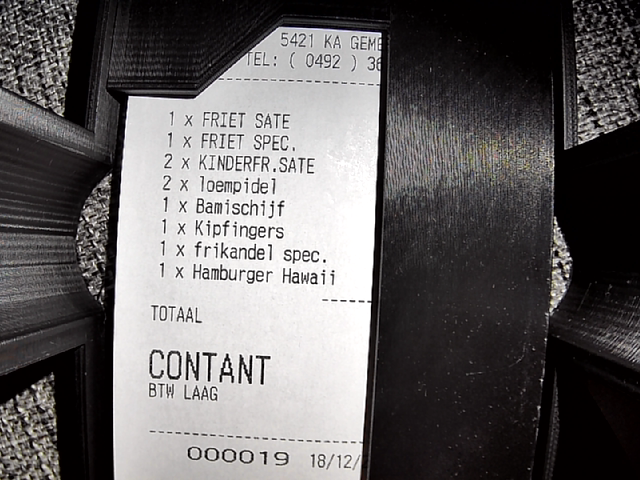 5421 KA GEME
TEL: ( 0492 ) 36
1 x FRIET SATE
1 x FRIET SPEC.
2 x KINDERFR.SATE
2 x loempidel
1 x Bamischijf
1 x Kipfingers
1 x frikandel spec.
1 x Hamburger Hawaii
TOTAAL
CONTANT
BTW LAAG
000019 18/12/